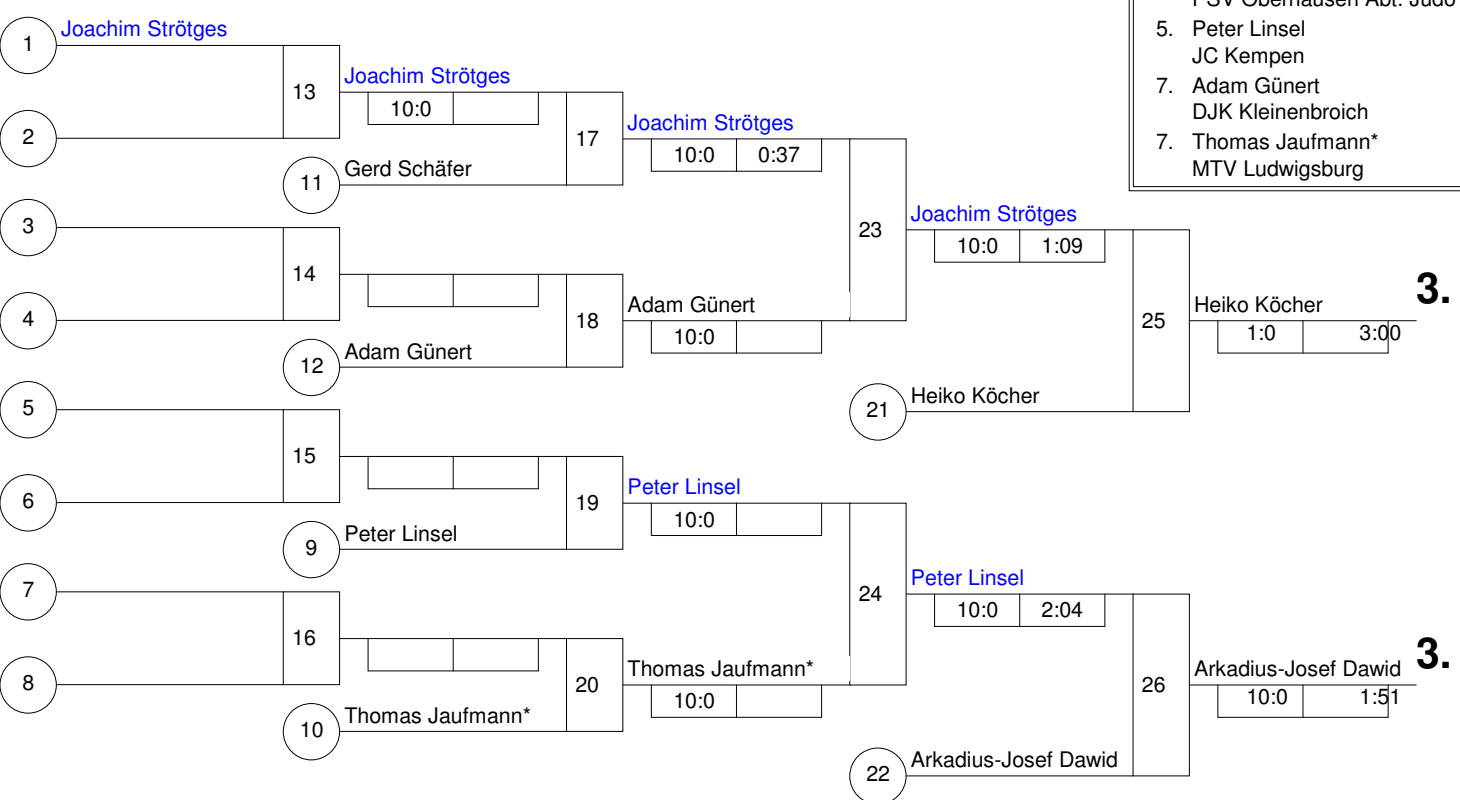 PSV Oberhausen Abt. Judo
5. Peter Linsel
JC Kempen
7. Adam Günert
DJK Kleinenbroich
7. Thomas Jaufmann*
MTV Ludwigsburg
1 Joachim Strötges
13
Joachim Strötges
10:0
2
17
Joachim Strötges
10:0 0:37
11 Gerd Schäfer
3
23
Joachim Strötges
10:0 1:09
14
4
18
Adam Günert
10:0
12 Adam Günert
25
Heiko Köcher
1:0 3:00
3.
5
21 Heiko Köcher
15
6
19
Peter Linsel
10:0
9 Peter Linsel
7
24
Peter Linsel
10:0 2:04
16
8
20
Thomas Jaufmann*
10:0
10 Thomas Jaufmann*
26
Arkadius-Josef Dawid
10:0 1:51
3.
22 Arkadius-Josef Dawid